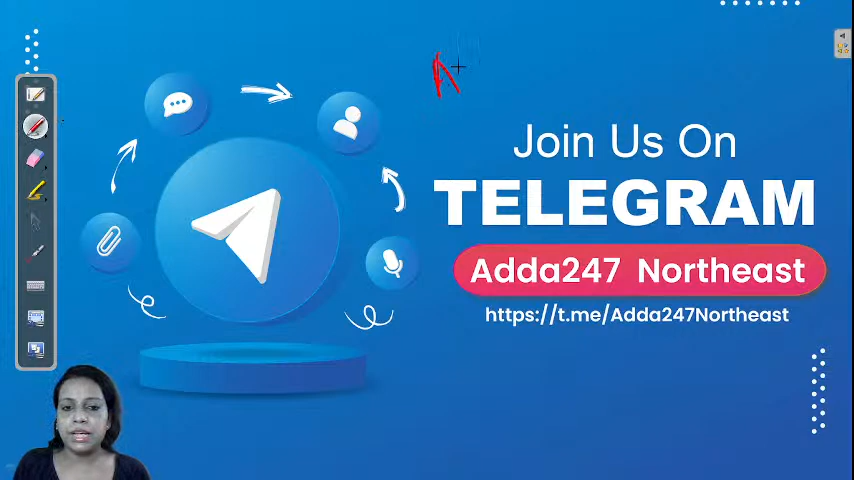 Join Us On
TELEGRAM
Adda247 Northeast
https://t.me/Adda247Northeast